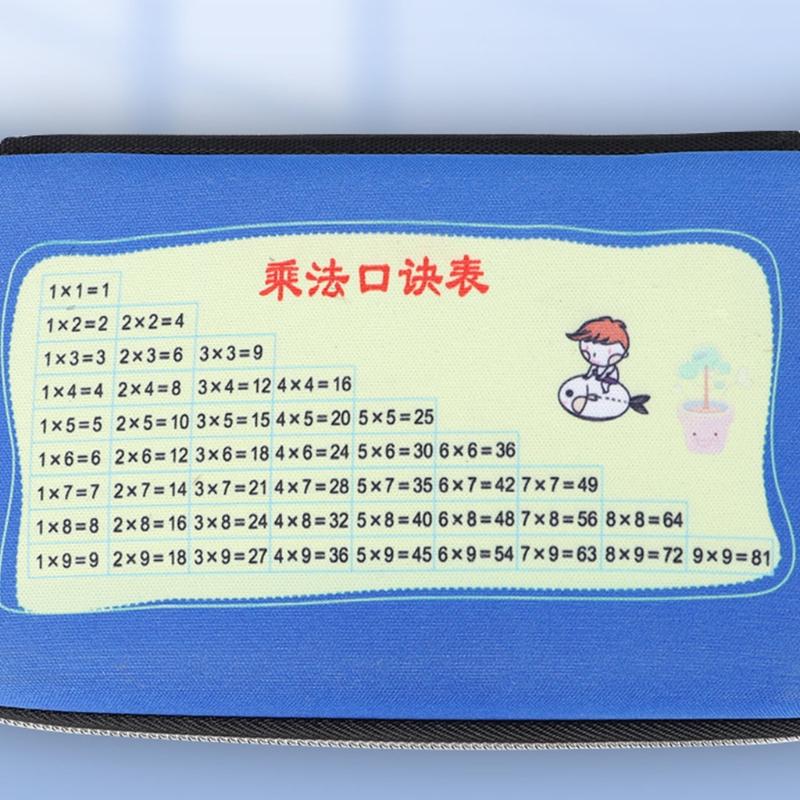 乘法口诀表
1×1=1
1×2=2 2×2=4
1×3=3 2×3=6 3×3=9
1×4=4 2×4=8 3×4=12 4×4=16
1×5=5 2×5=10 3×5=15 4×5=20 5×5=25
1×6=6 2×6=12 3×6=18 4×6=24 5×6=30 6×6=36
1×7=7 2×7=14 3×7=21 4×7=28 5×7=35 6×7=42 7×7=49
1×8=8 2×8=16 3×8=24 4×8=32 5×8=40 6×8=48 7×8=56 8×8=64
1×9=9 2×9=18 3×9=27 4×9=36 5×9=45 6×9=54 7×9=63 8×9=72 9×9=81